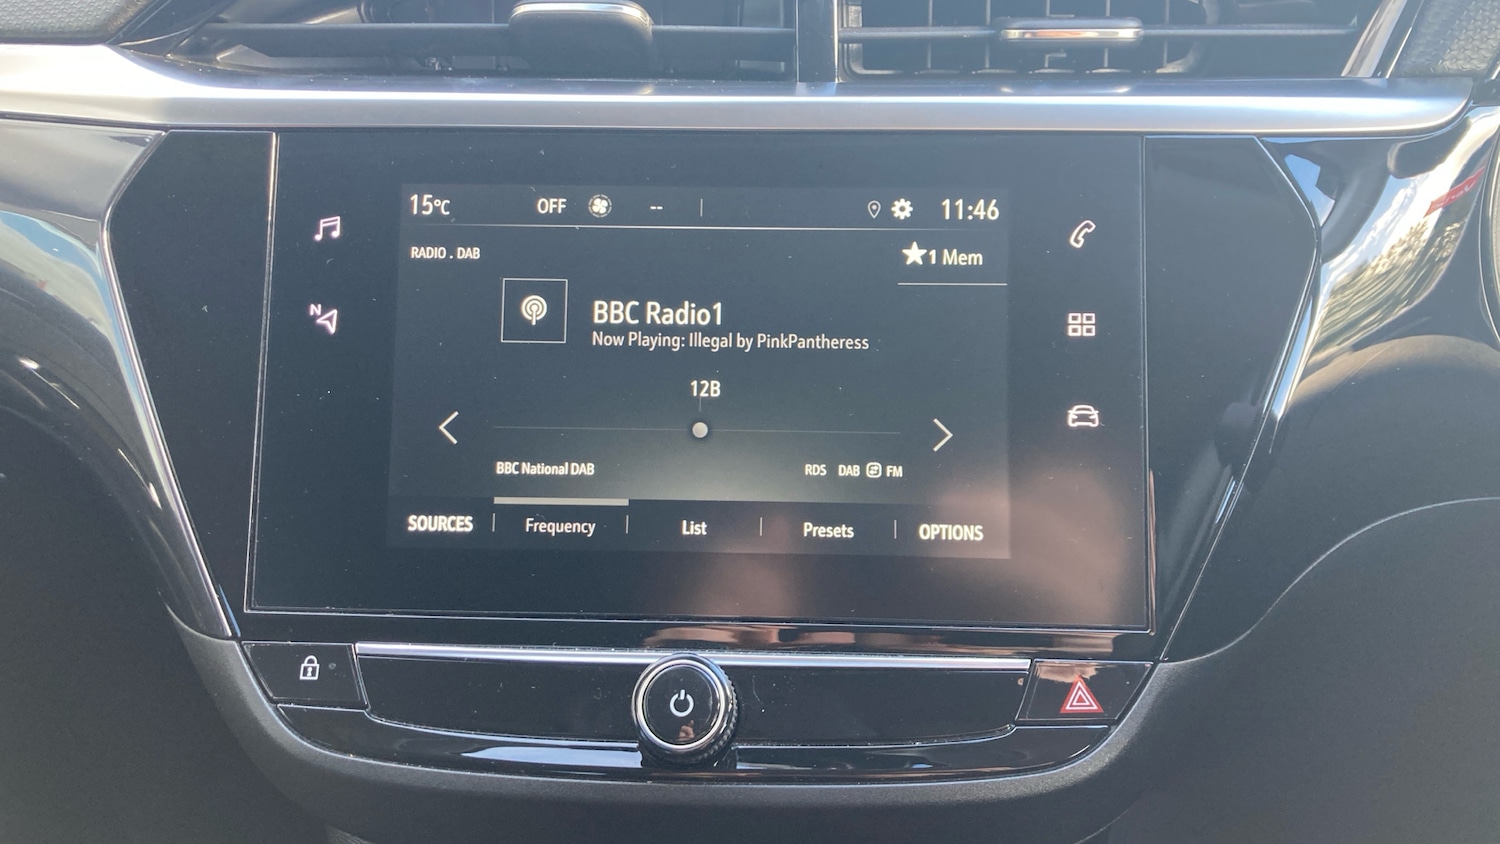 15°C OFF -- 11:46
RADIO . DAB
1 Mem
BBC Radio1
Now Playing: Illegal by PinkPantheress
12B
N
BBC National DAB RDS DAB FM
SOURCES Frequency List Presets OPTIONS